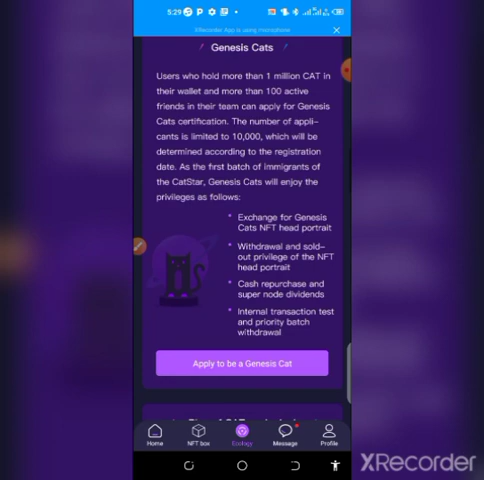 5:29
XRecorder App is using microphone
Genesis Cats
Users who hold more than 1 million CAT in
their wallet and more than 100 active
friends in their team can apply for Genesis
Cats certification. The number of appli-
cants is limited to 10,000, which will be
determined according to the registration
date. As the first batch of immigrants of
the CatStar, Genesis Cats will enjoy the
privileges as follows:
Exchange for Genesis
Cats NFT head portrait
Withdrawal and sold-
out privilege of the NFT
head portrait
Cash repurchase and
super node dividends
Internal transaction test
and priority batch
withdrawal
Apply to be a Genesis Cat
Home NFT box Ecology Message Profile
XRecorder